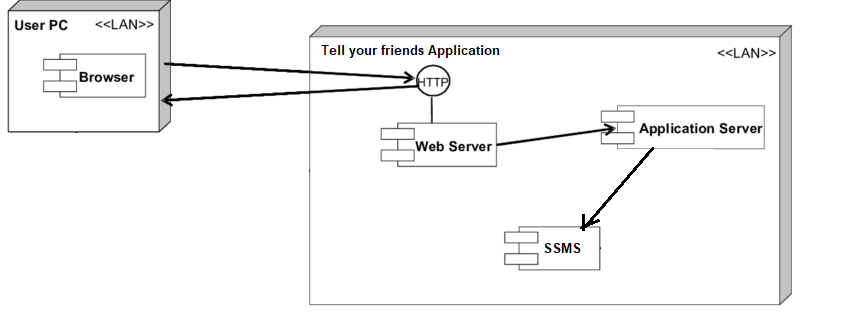 User PC <<LAN>>
Browser
Tell your friends Application
<<LAN>>
HTTP
Web Server
Application Server
SSMS